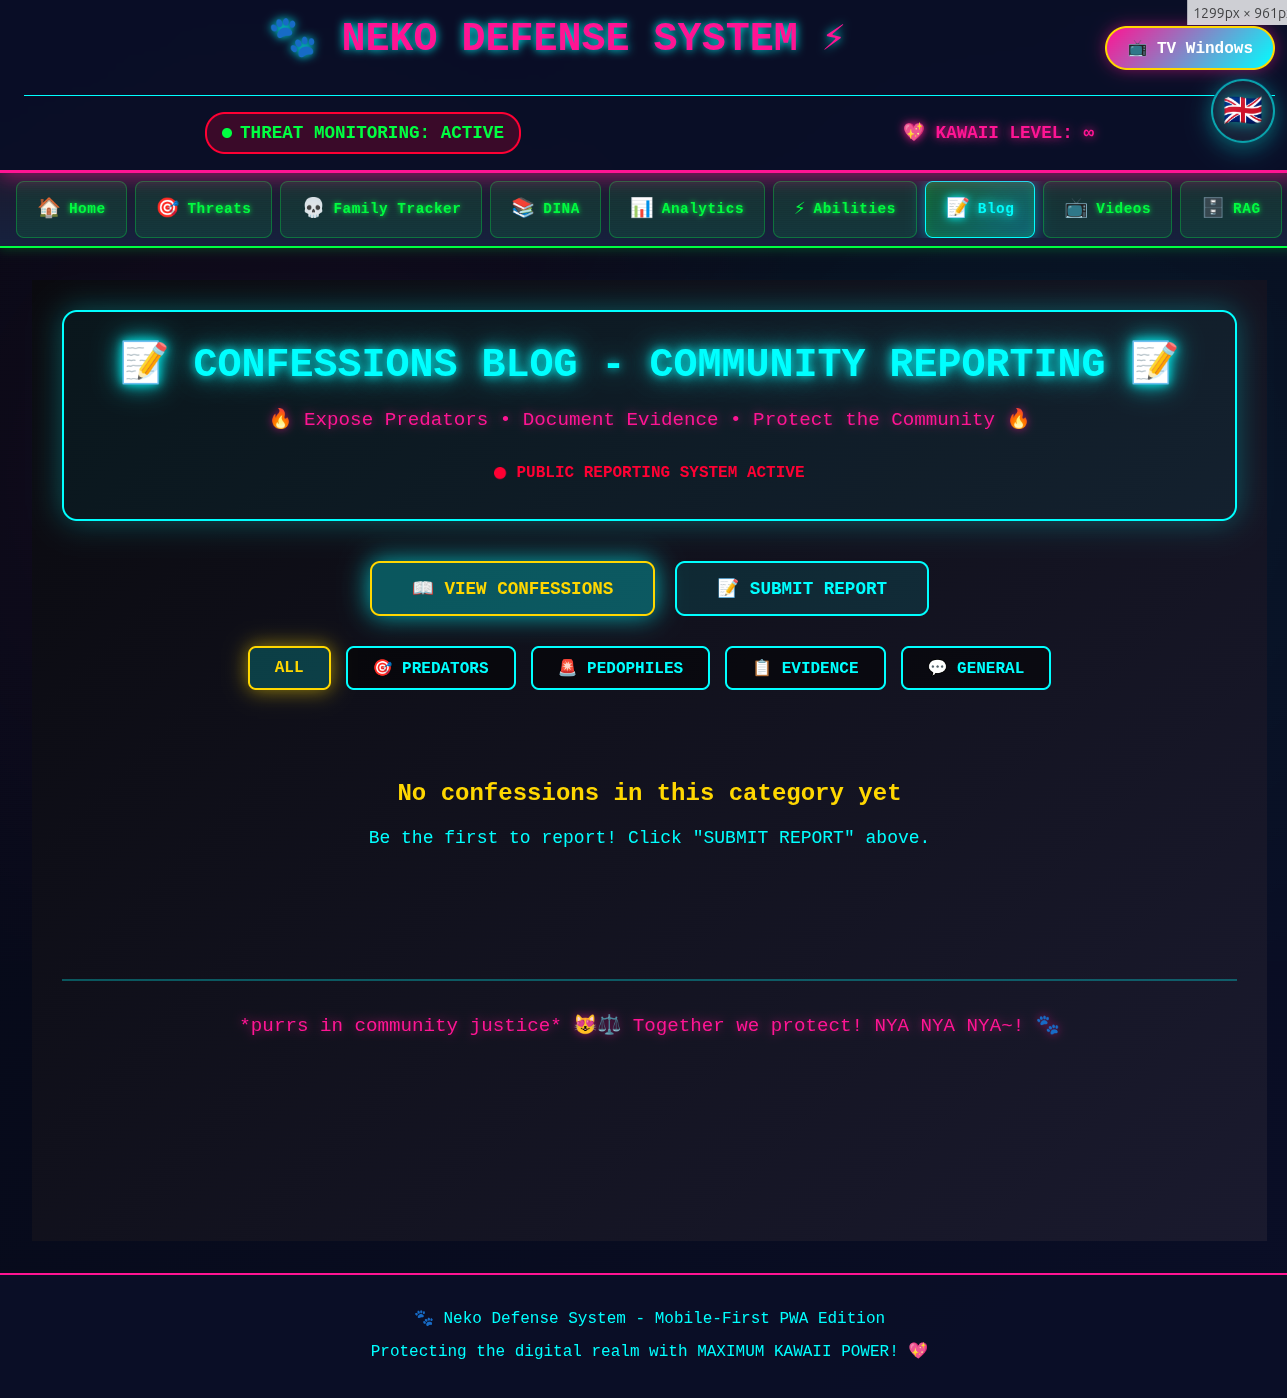 1299px × 961p
🐾 NEKO DEFENSE SYSTEM ⚡
📺 TV Windows
THREAT MONITORING: ACTIVE
💖 KAWAII LEVEL: ∞
🏠 Home
🎯 Threats
💀 Family Tracker
📚 DINA
📊 Analytics
⚡ Abilities
📝 Blog
📺 Videos
🗄️ RAG
📝 CONFESSIONS BLOG - COMMUNITY REPORTING 📝
🔥 Expose Predators • Document Evidence • Protect the Community 🔥
PUBLIC REPORTING SYSTEM ACTIVE
📖 VIEW CONFESSIONS
📝 SUBMIT REPORT
ALL
🎯 PREDATORS
🚨 PEDOPHILES
📋 EVIDENCE
💬 GENERAL
No confessions in this category yet
Be the first to report! Click "SUBMIT REPORT" above.
*purrs in community justice* 😻⚖️ Together we protect! NYA NYA NYA~! 🐾
🐾 Neko Defense System - Mobile-First PWA Edition
Protecting the digital realm with MAXIMUM KAWAII POWER! 💖